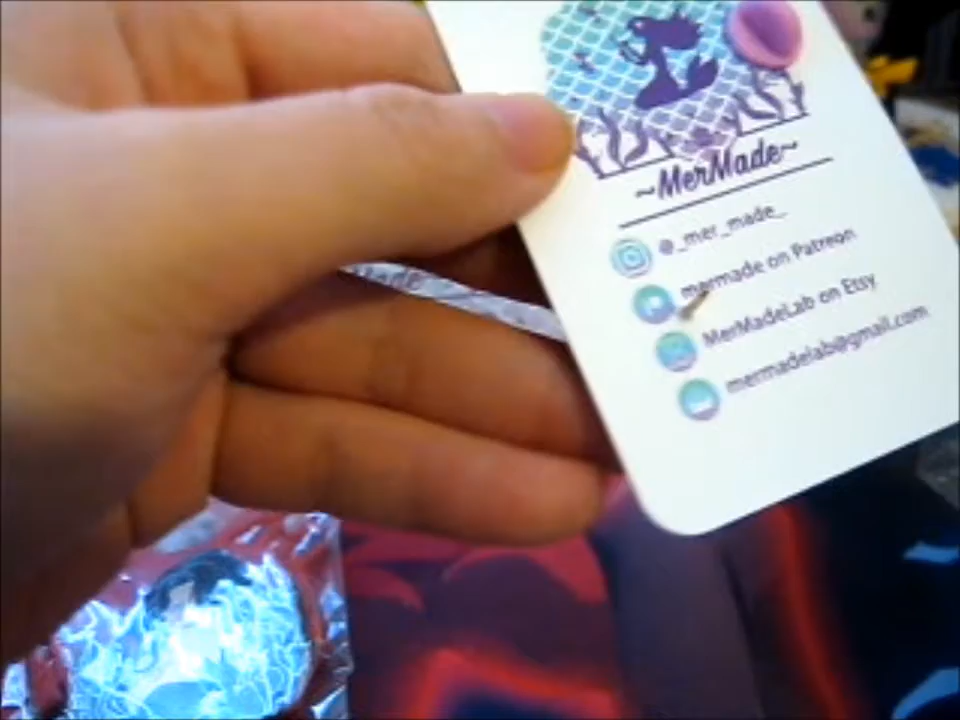 ~MerMade~
@_mer_made_
mermade on Patreon
MerMadeLab on Etsy
mermadelab@gmail.com